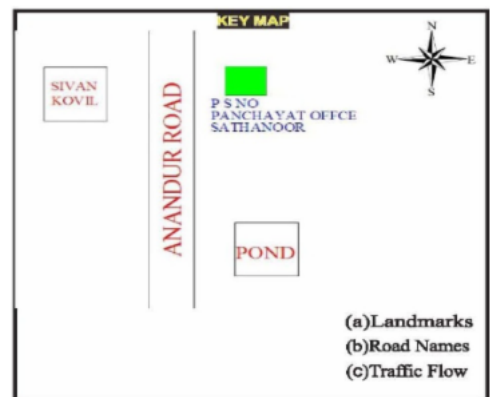 KEY MAP
N
W
E
S
SIVAN
KOVIL
ANANDUR ROAD
P S NO
PANCHAYAT OFFCE
SATHANOOR
POND
(a)Landmarks
(b)Road Names
(c)Traffic Flow